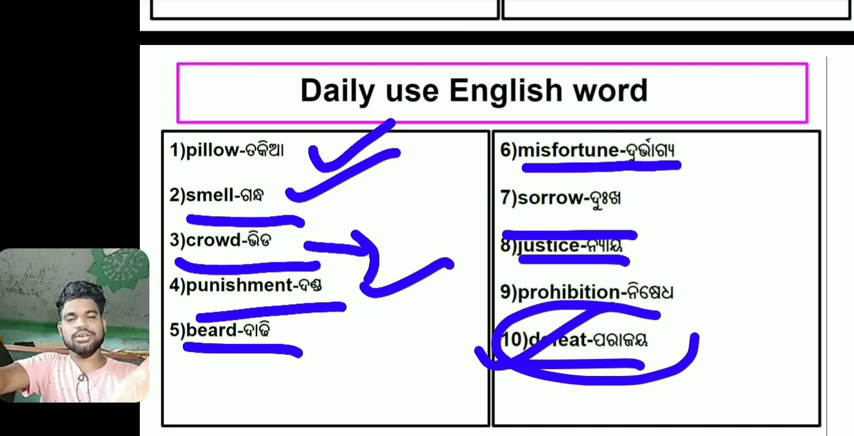 Daily use English word
1)pillow-ତକିଆ
2)smell-ଗନ୍ଧ
3)crowd-ଭିଡ
4)punishment-ଦଣ୍ଡ
5)beard-ଦାଢି
6)misfortune-ଦୁର୍ଭାଗ୍ୟ
7)sorrow-ଦୁଃଖ
8)justice-ନ୍ୟାୟ
9)prohibition-ନିଷେଧ
10)defeat-ପରାଜୟ